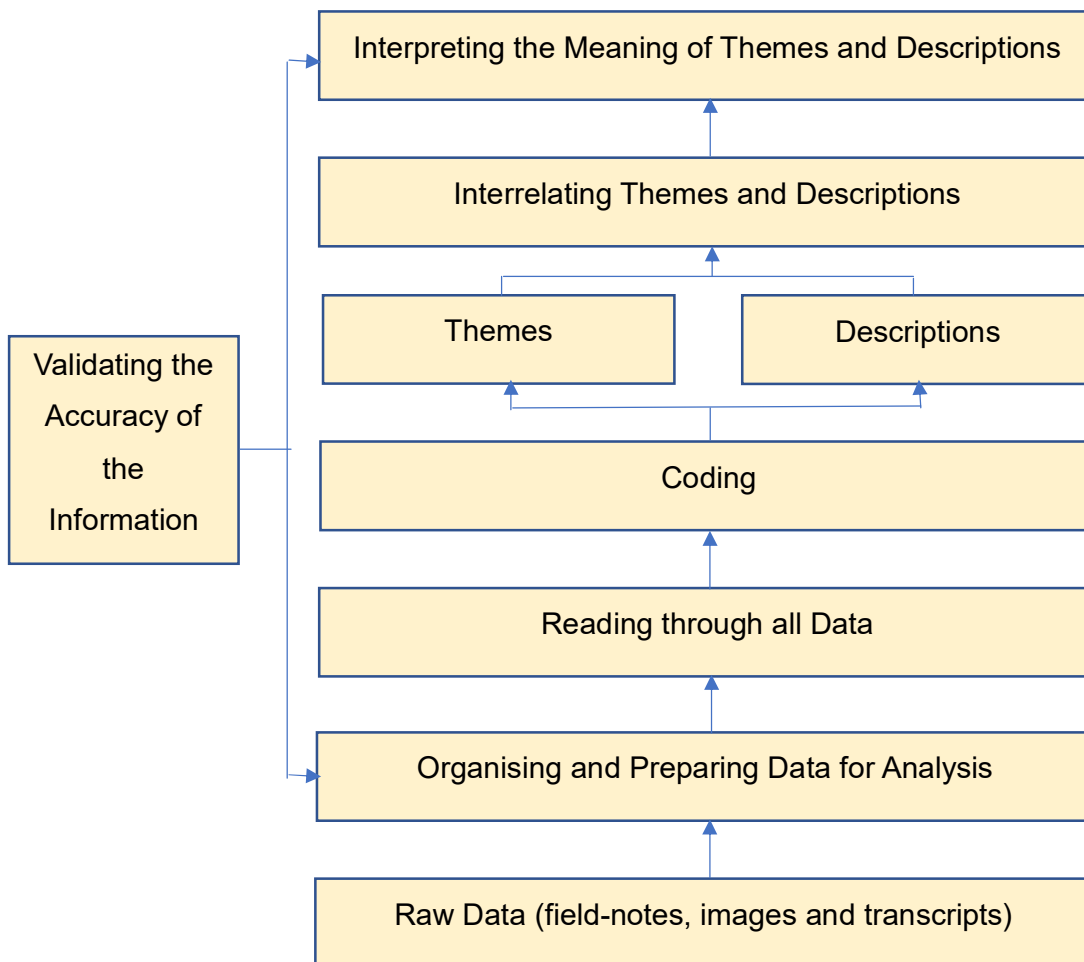 Interpreting the Meaning of Themes and Descriptions
Interrelating Themes and Descriptions
Themes
Descriptions
Validating the
Accuracy of
the
Information
Coding
Reading through all Data
Organising and Preparing Data for Analysis
Raw Data (field-notes, images and transcripts)